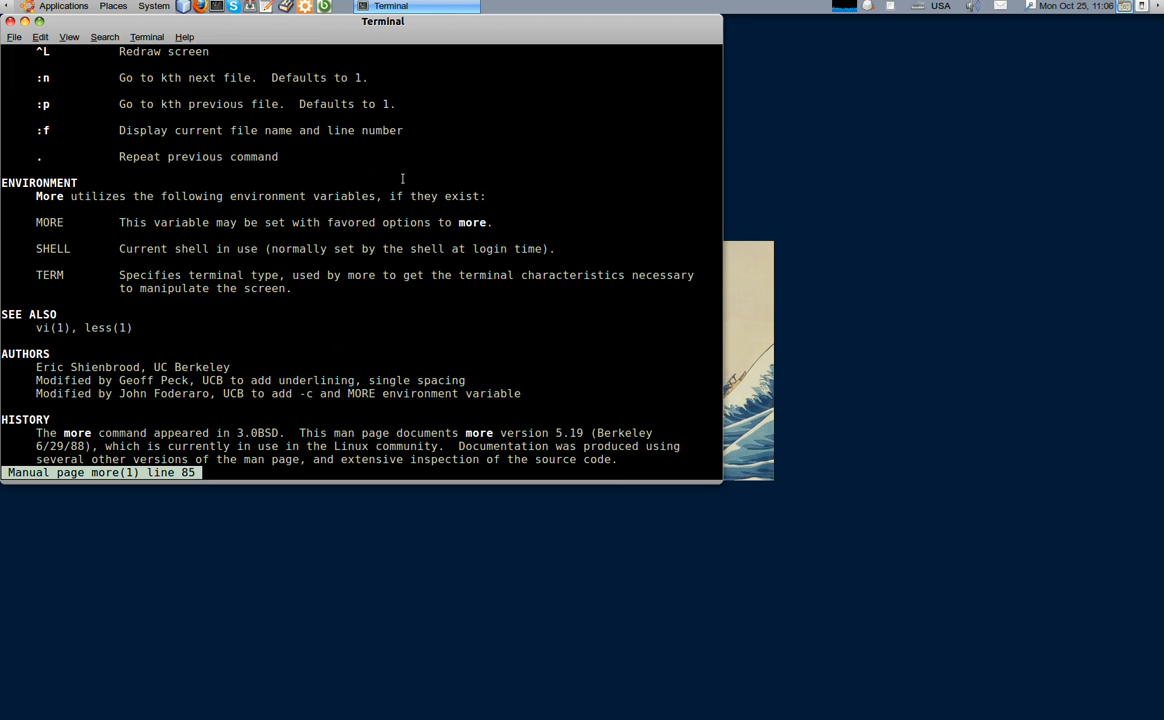 Applications Places System Terminal USA Mon Oct 25, 11:06
Terminal
File Edit View Search Terminal Help
^L Redraw screen
:n Go to kth next file.  Defaults to 1.
:p Go to kth previous file.  Defaults to 1.
:f Display current file name and line number
. Repeat previous command
ENVIRONMENT
More utilizes the following environment variables, if they exist:
MORE This variable may be set with favored options to more.
SHELL Current shell in use (normally set by the shell at login time).
TERM Specifies terminal type, used by more to get the terminal characteristics necessary
to manipulate the screen.
SEE ALSO
vi(1), less(1)
AUTHORS
Eric Shienbrood, UC Berkeley
Modified by Geoff Peck, UCB to add underlining, single spacing
Modified by John Foderaro, UCB to add -c and MORE environment variable
HISTORY
The more command appeared in 3.0BSD.  This man page documents more version 5.19 (Berkeley
6/29/88), which is currently in use in the Linux community.  Documentation was produced using
several other versions of the man page, and extensive inspection of the source code.
Manual page more(1) line 85